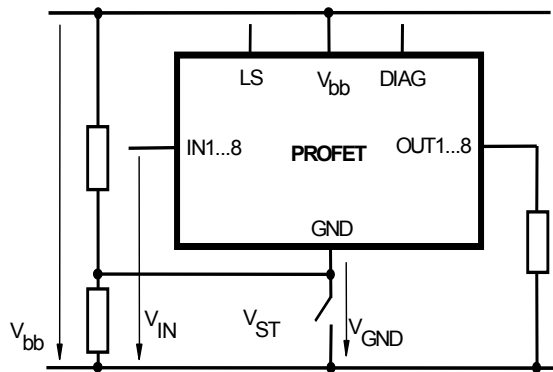 LS
Vbb
DIAG
IN1...8
PROFET
OUT1...8
GND
Vbb
VIN
VST
VGND